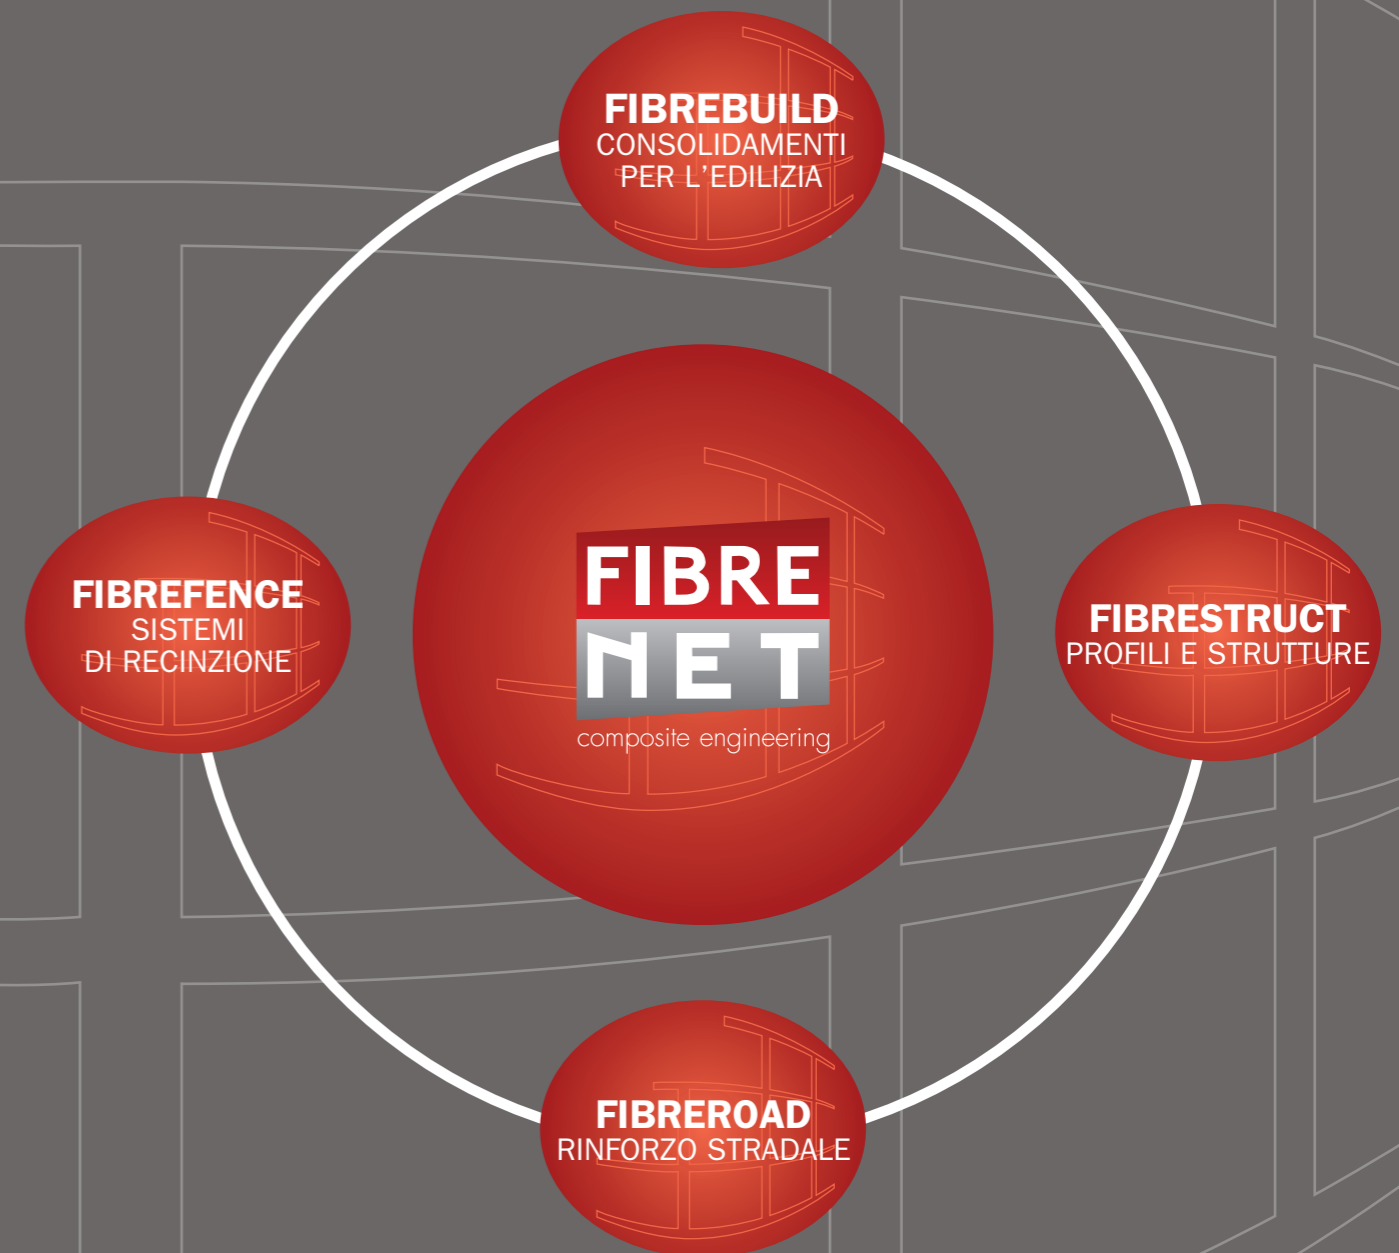 FIBREBUILD
CONSOLIDAMENTI
PER L'EDILIZIA
FIBREFENCE
SISTEMI
DI RECINZIONE
FIBRE
NET
composite engineering
FIBRESTRUCT
PROFILI E STRUTTURE
FIBREROAD
RINFORZO STRADALE